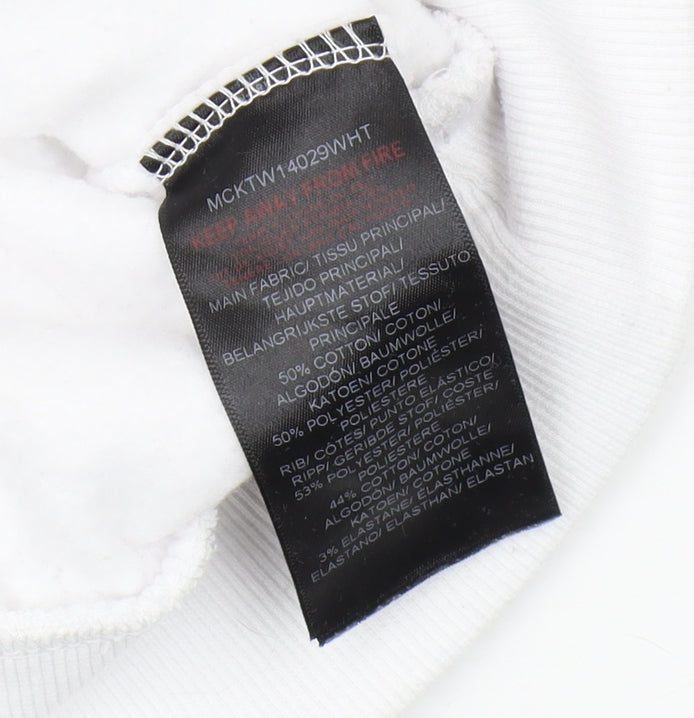 MCKTW14029WHT
KEEP AWAY FROM FIRE
MAIN FABRIC/ TISSU PRINCIPAL/
TEJIDO PRINCIPAL/
HAUPTMATERIAL/
BELANGRIJKSTE STOF/ TESSUTO
PRINCIPALE
50% COTTON/ COTON/
ALGODÓN/ BAUMWOLLE/
KATOEN/ COTONE
50% POLYESTER/ POLIÉSTER/
POLIESTERE
RIB/ CÔTES/ PUNTO ELÁSTICO/
RIPP/ GERIBDE STOF/ COSTE
53% POLYESTER/ POLIÉSTER/
POLIESTERE
44% COTTON/ COTON/
ALGODÓN/ BAUMWOLLE/
KATOEN/ COTONE
3% ELASTANE/ ÉLASTHANNE/
ELASTANO/ ELASTHAN/ ELASTAN